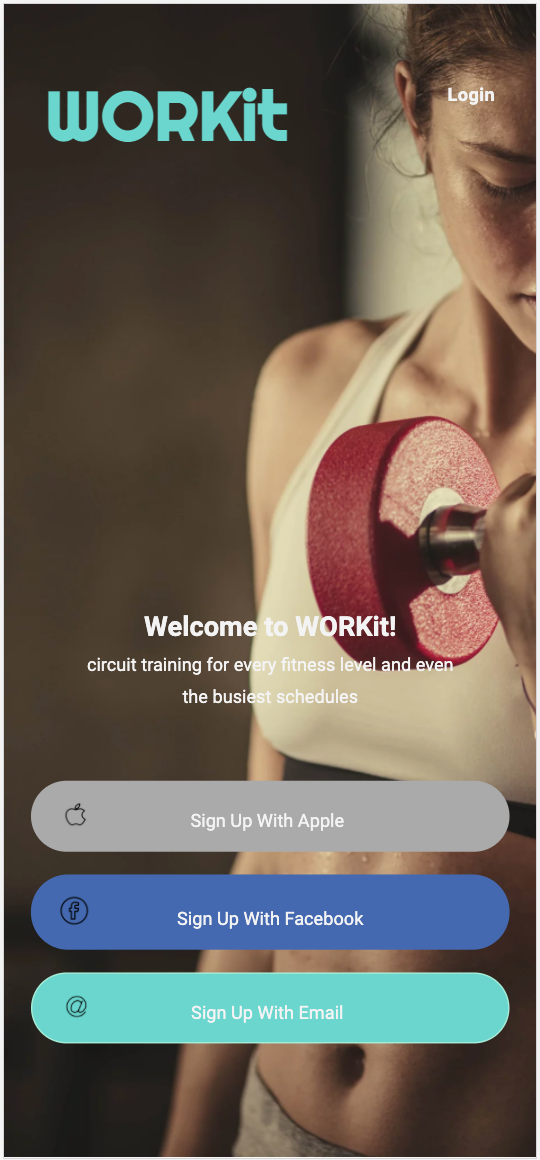 WORKit
Login
Welcome to WORKit!
circuit training for every fitness level and even
the busiest schedules
Sign Up With Apple
Sign Up With Facebook
@ Sign Up With Email